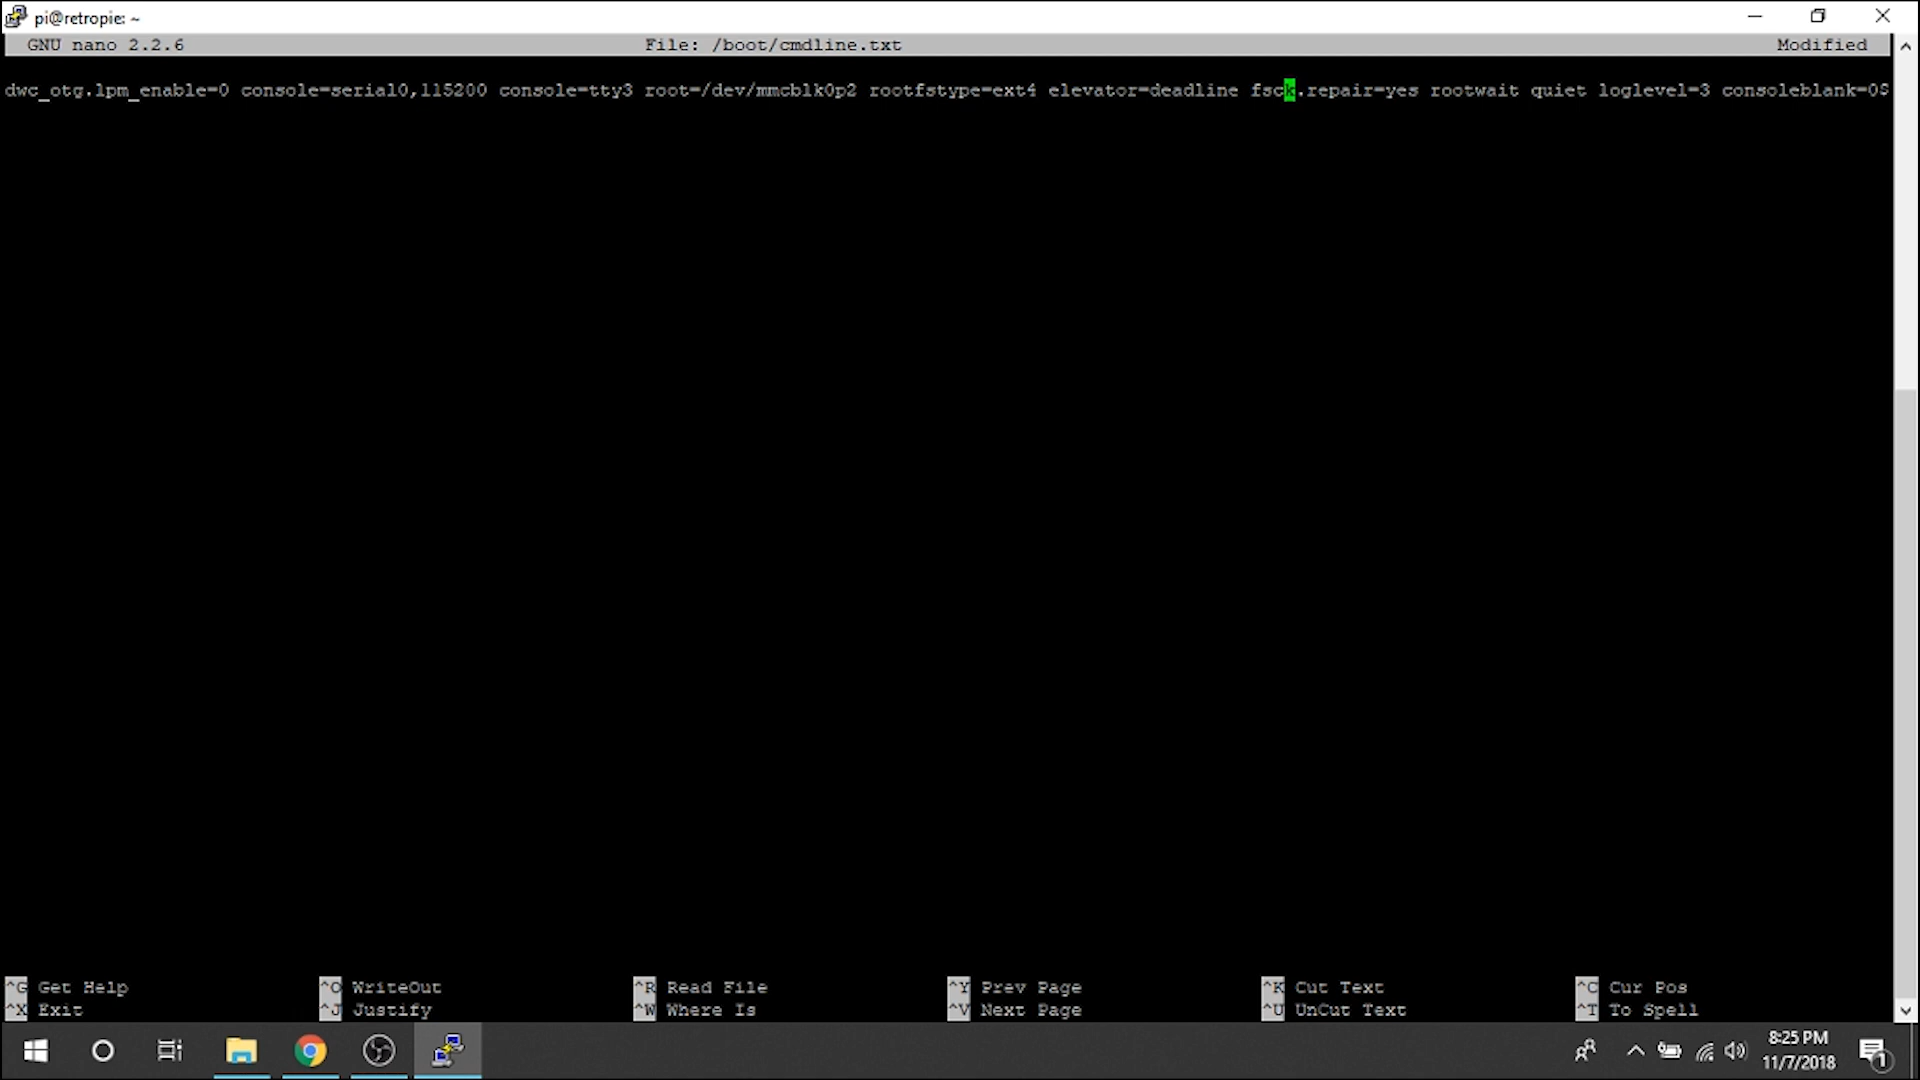 pi@retropie: ~
GNU nano 2.2.6 File: /boot/cmdline.txt Modified
dwc_otg.lpm_enable=0 console=serial0,115200 console=tty3 root=/dev/mmcblk0p2 rootfstype=ext4 elevator=deadline fsck.repair=yes rootwait quiet loglevel=3 consoleblank=0$
^G Get Help ^O WriteOut ^R Read File ^Y Prev Page ^K Cut Text ^C Cur Pos
^X Exit ^J Justify ^W Where Is ^V Next Page ^U UnCut Text ^T To Spell
8:25 PM
11/7/2018
1